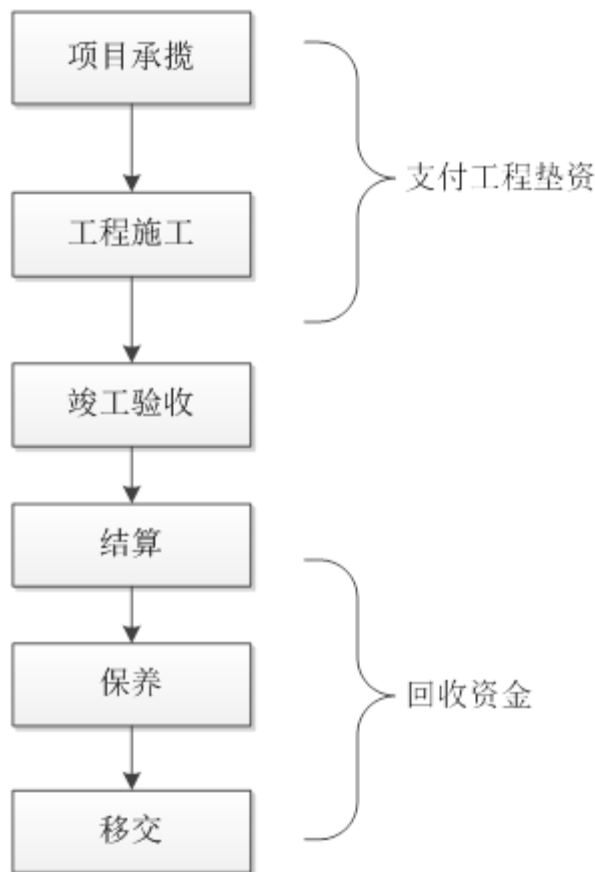 项目承揽
支付工程垫资
工程施工
竣工验收
结算
保养
回收资金
移交